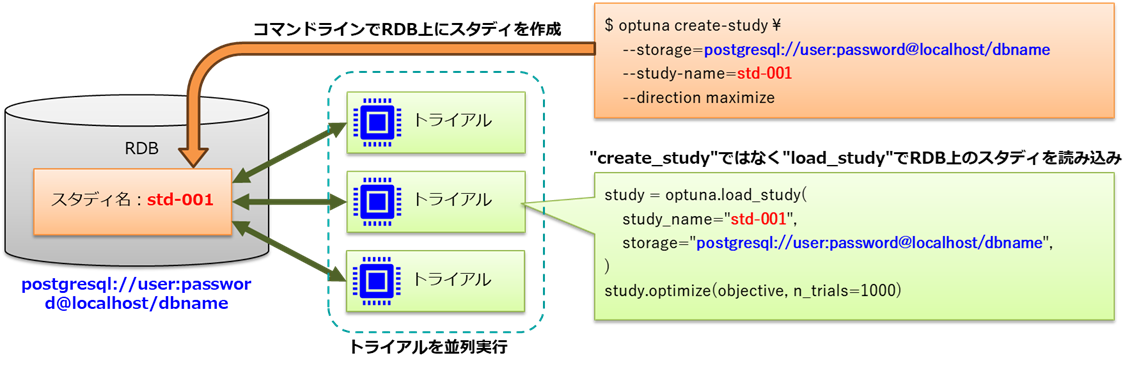 コマンドラインでRDB上にスタディを作成
$ optuna create-study ¥
--storage=postgresql://user:password@localhost/dbname
--study-name=std-001
--direction maximize
RDB
スタディ名：std-001
postgresql://user:passwor
d@localhost/dbname
トライアル
トライアル
トライアル
トライアルを並列実行
"create_study"ではなく"load_study"でRDB上のスタディを読み込み
study = optuna.load_study(
study_name="std-001",
storage="postgresql://user:password@localhost/dbname",
)
study.optimize(objective, n_trials=1000)